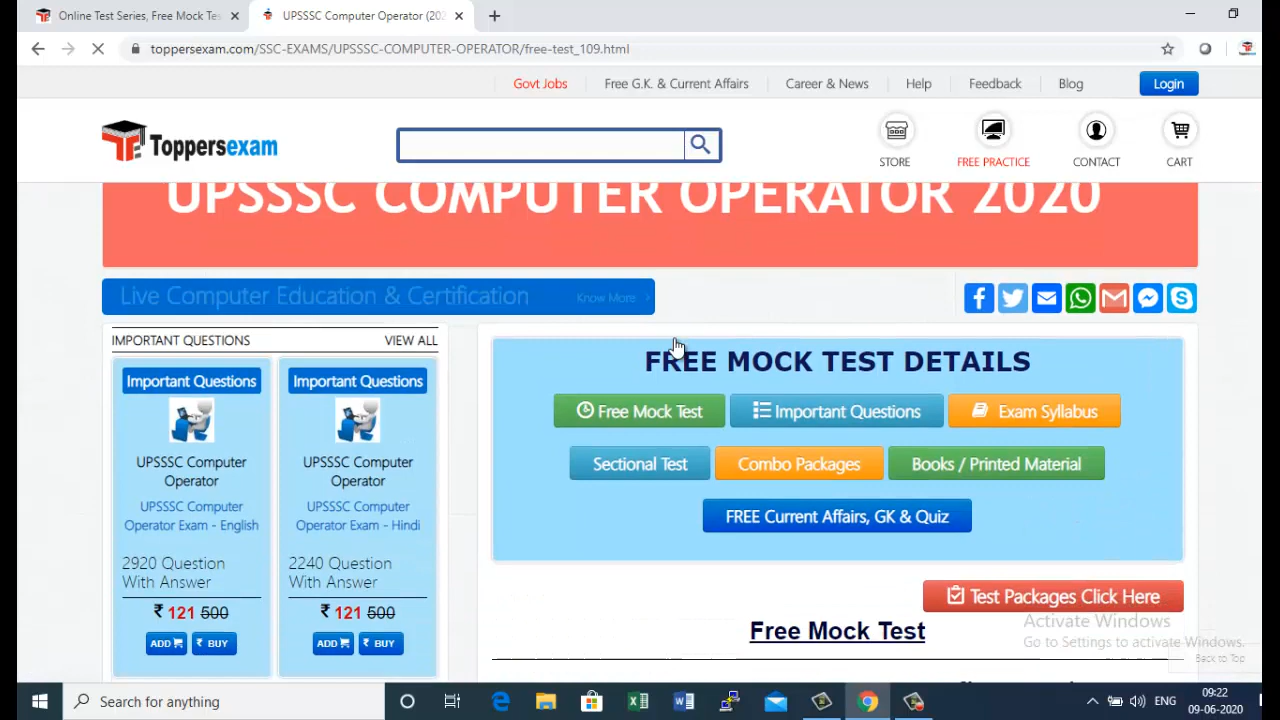 Online Test Series, Free Mock Tes
UPSSSC Computer Operator (202
toppersexam.com/SSC-EXAMS/UPSSSC-COMPUTER-OPERATOR/free-test_109.html
Govt Jobs
Free G.K. & Current Affairs
Career & News
Help
Feedback
Blog
Login
Toppersexam
STORE
FREE PRACTICE
CONTACT
CART
UPSSSC COMPUTER OPERATOR 2020
Live Computer Education & Certification
Know More
IMPORTANT QUESTIONS
VIEW ALL
Important Questions
UPSSSC Computer
Operator
UPSSSC Computer
Operator Exam - English
2920 Question
With Answer
₹ 121 500
ADD
₹ BUY
Important Questions
UPSSSC Computer
Operator
UPSSSC Computer
Operator Exam - Hindi
2240 Question
With Answer
₹ 121 500
ADD
₹ BUY
FREE MOCK TEST DETAILS
Free Mock Test
Important Questions
Exam Syllabus
Sectional Test
Combo Packages
Books / Printed Material
FREE Current Affairs, GK & Quiz
Test Packages Click Here
Free Mock Test
Activate Windows
Go to Settings to activate Windows.
Back to Top
Search for anything
ENG
09:22
09-06-2020